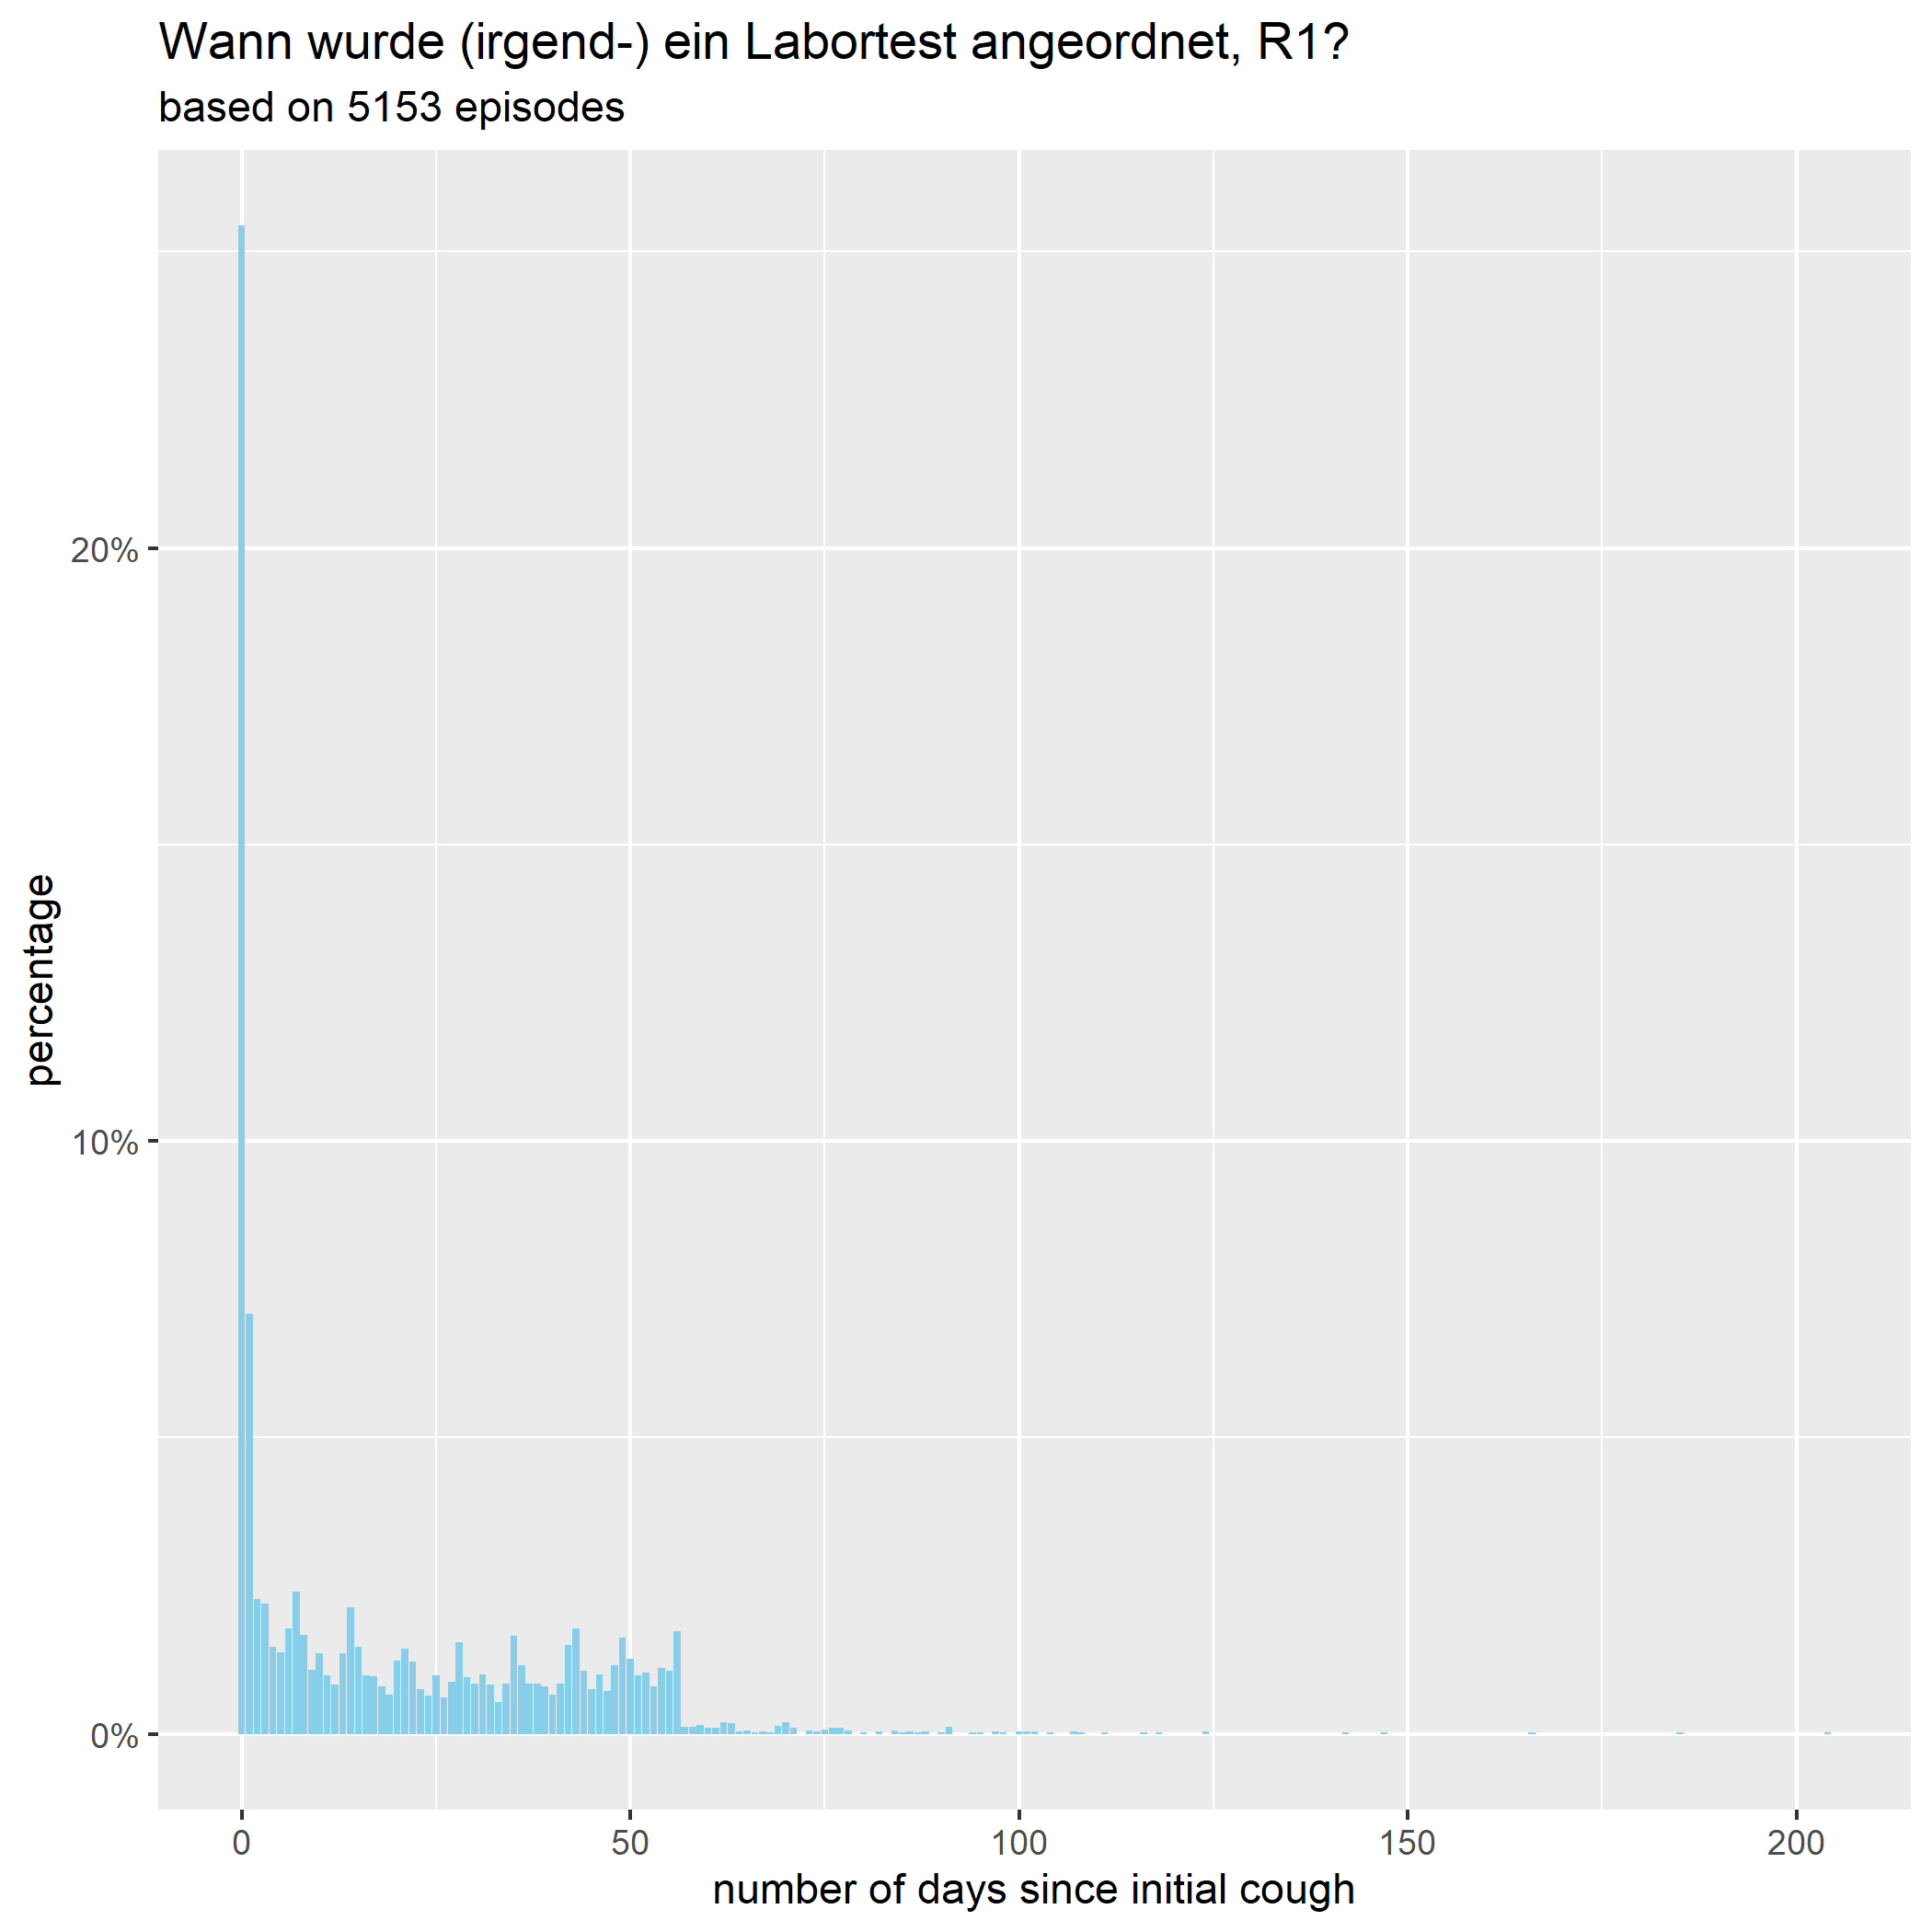 Wann wurde (irgend-) ein Labortest angeordnet, R1?
based on 5153 episodes
percentage
20%
10%
0%
0
50
100
150
200
number of days since initial cough